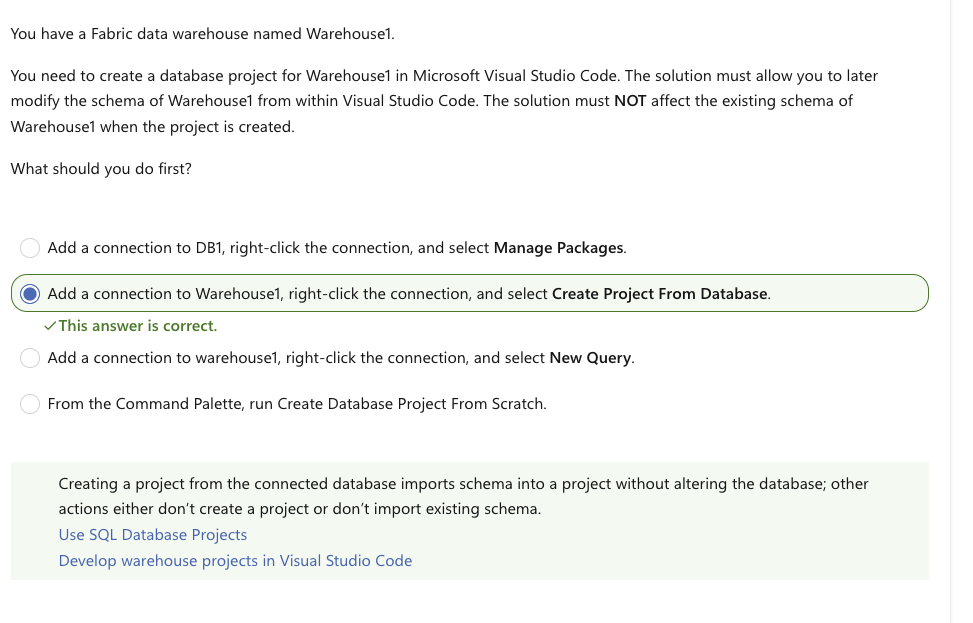 You have a Fabric data warehouse named Warehouse1.
You need to create a database project for Warehouse1 in Microsoft Visual Studio Code. The solution must allow you to later
modify the schema of Warehouse1 from within Visual Studio Code. The solution must NOT affect the existing schema of
Warehouse1 when the project is created.
What should you do first?
Add a connection to DB1, right-click the connection, and select Manage Packages.
Add a connection to Warehouse1, right-click the connection, and select Create Project From Database.
✓This answer is correct.
Add a connection to warehouse1, right-click the connection, and select New Query.
From the Command Palette, run Create Database Project From Scratch.
Creating a project from the connected database imports schema into a project without altering the database; other
actions either don’t create a project or don’t import existing schema.
Use SQL Database Projects
Develop warehouse projects in Visual Studio Code